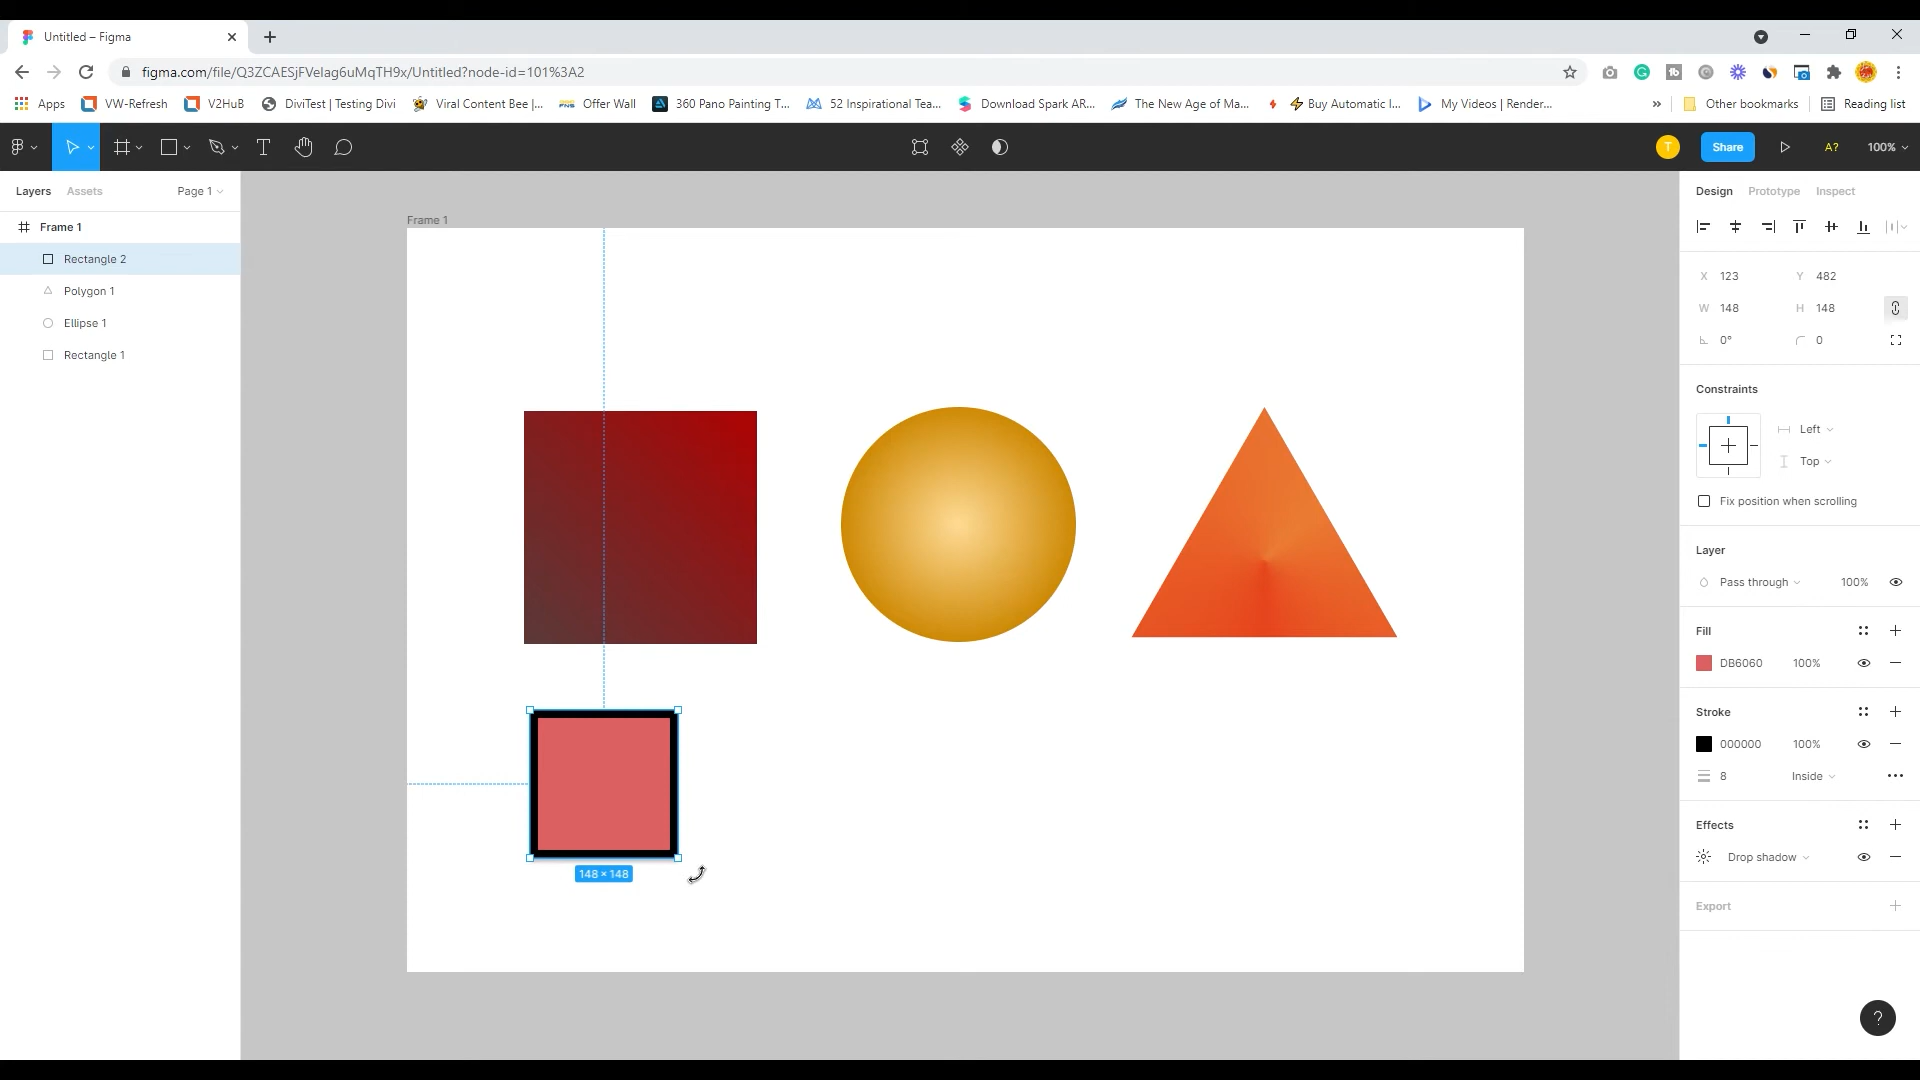 Untitled – Figma
figma.com/file/Q3ZCAESjFVelag6uMqTH9x/Untitled?node-id=101%3A2
Apps VW-Refresh V2HuB DiviTest | Testing Divi Viral Content Bee |... Offer Wall 360 Pano Painting T... 52 Inspirational Tea... Download Spark AR... The New Age of Ma... Buy Automatic I... My Videos | Render... » Other bookmarks Reading list
T Share A? 100%
Layers Assets Page 1
Frame 1
Rectangle 2
Polygon 1
Ellipse 1
Rectangle 1
Frame 1
148 × 148
Design Prototype Inspect
X 123 Y 482
W 148 H 148
0° 0
Constraints
Left
Top
Fix position when scrolling
Layer
Pass through 100%
Fill
DB6060 100%
Stroke
000000 100%
8 Inside
Effects
Drop shadow
Export
?